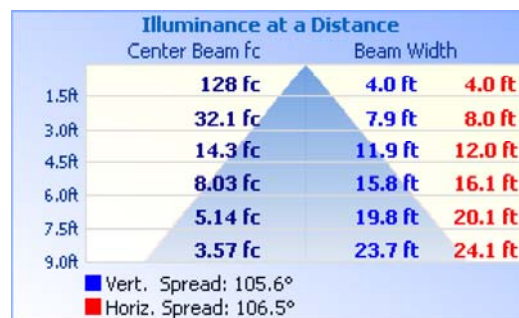 Illuminance at a Distance
Center Beam fc Beam Width
1.5ft 128 fc 4.0 ft 4.0 ft
3.0ft 32.1 fc 7.9 ft 8.0 ft
4.5ft 14.3 fc 11.9 ft 12.0 ft
6.0ft 8.03 fc 15.8 ft 16.1 ft
7.5ft 5.14 fc 19.8 ft 20.1 ft
9.0ft 3.57 fc 23.7 ft 24.1 ft
Vert. Spread: 105.6°
Horiz. Spread: 106.5°